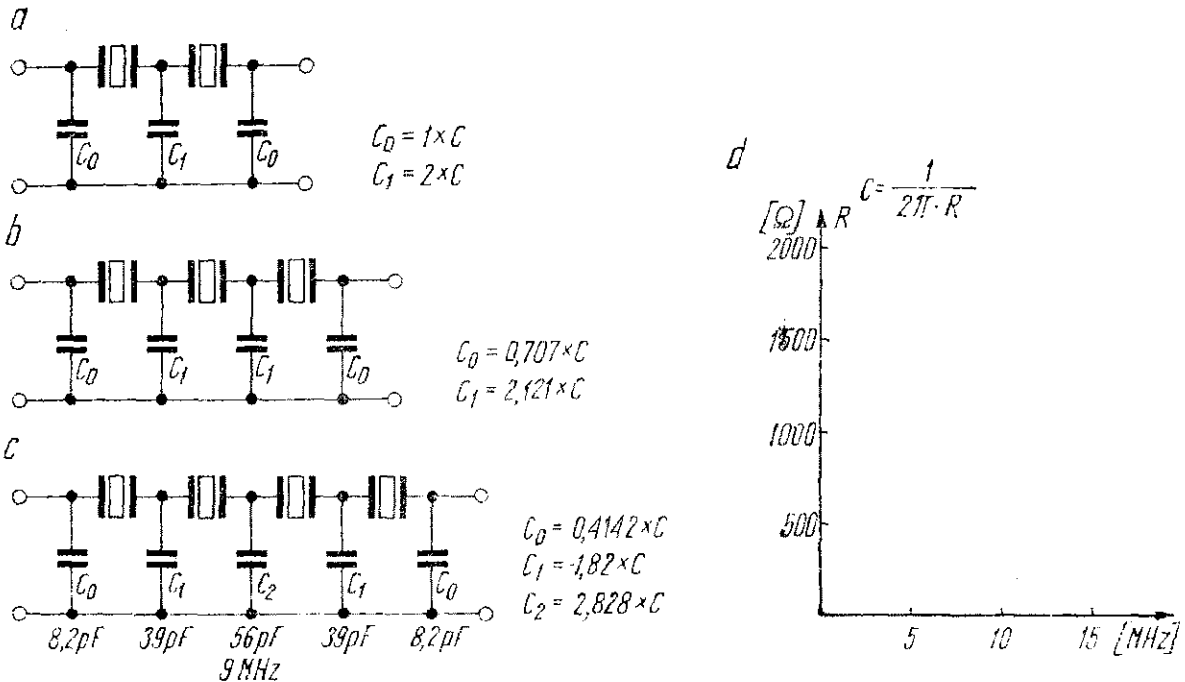 a
C₀ C₁ C₀
C₀ = 1×C
C₁ = 2×C
b
C₀ C₁ C₁ C₀
C₀ = 0,707×C
C₁ = 2,121×C
c
C₀ C₁ C₂ C₁ C₀
C₀ = 0,4142×C
C₁ = 1,82×C
C₂ = 2,828×C
8,2pF 39pF 56pF 39pF 8,2pF
9 MHz
d
C = 1 / 2π · R
[Ω] R
2000
1500
1000
500
5 10 15 [MHz]